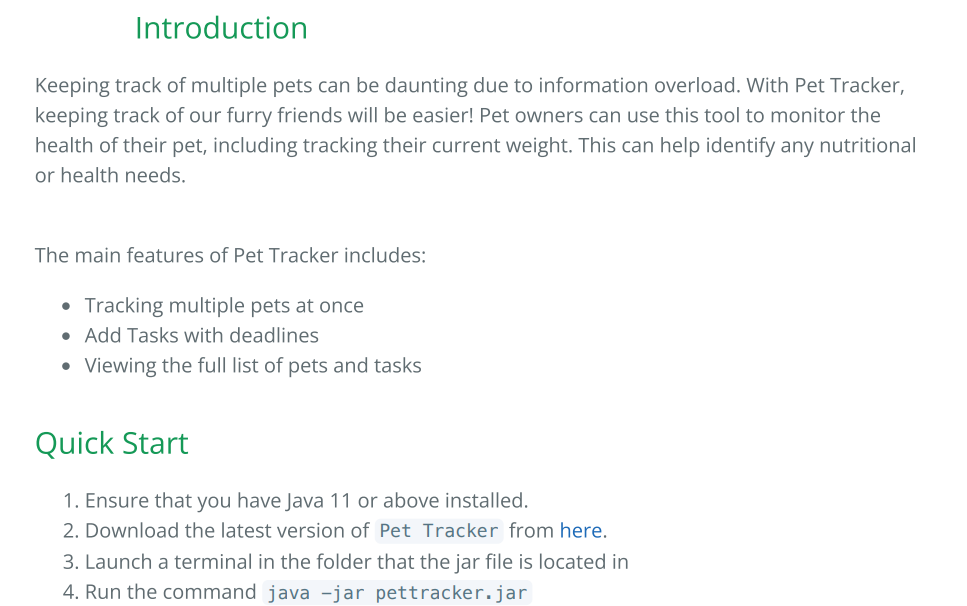 Introduction
Keeping track of multiple pets can be daunting due to information overload. With Pet Tracker,
keeping track of our furry friends will be easier! Pet owners can use this tool to monitor the
health of their pet, including tracking their current weight. This can help identify any nutritional
or health needs.
The main features of Pet Tracker includes:
• Tracking multiple pets at once
• Add Tasks with deadlines
• Viewing the full list of pets and tasks
Quick Start
1. Ensure that you have Java 11 or above installed.
2. Download the latest version of Pet Tracker from here.
3. Launch a terminal in the folder that the jar file is located in
4. Run the command java -jar pettracker.jar